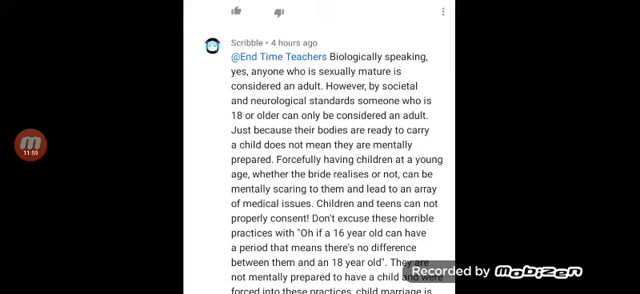 Scribble • 4 hours ago
@End Time Teachers Biologically speaking,
yes, anyone who is sexually mature is
considered an adult. However, by societal
and neurological standards someone who is
18 or older can only be considered an adult.
Just because their bodies are ready to carry
a child does not mean they are mentally
prepared. Forcefully having children at a young
age, whether the bride realises or not, can be
mentally scaring to them and lead to an array
of medical issues. Children and teens can not
properly consent! Don't excuse these horrible
practices with "Oh if a 16 year old can have
a period that means there's no difference
between them and an 18 year old". They are
not mentally prepared to have a child and were
forced into these practices, child marriage is
m
11:59
Recorded by Mobizen